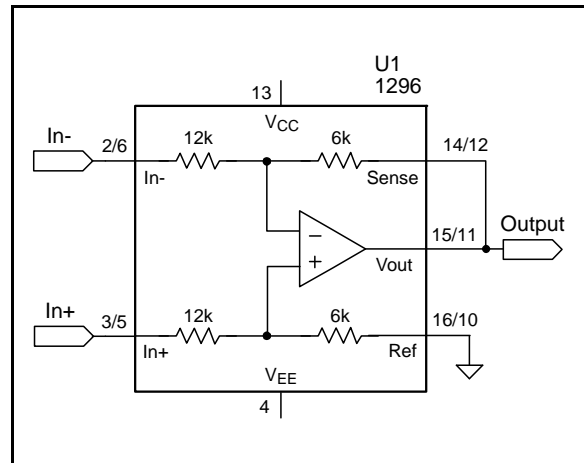 U1
1296
13
VCC
In-
2/6
12k
6k
14/12
In-
Sense
Output
15/11
−
+
Vout
In+
3/5
12k
6k
16/10
In+
Ref
VEE
4